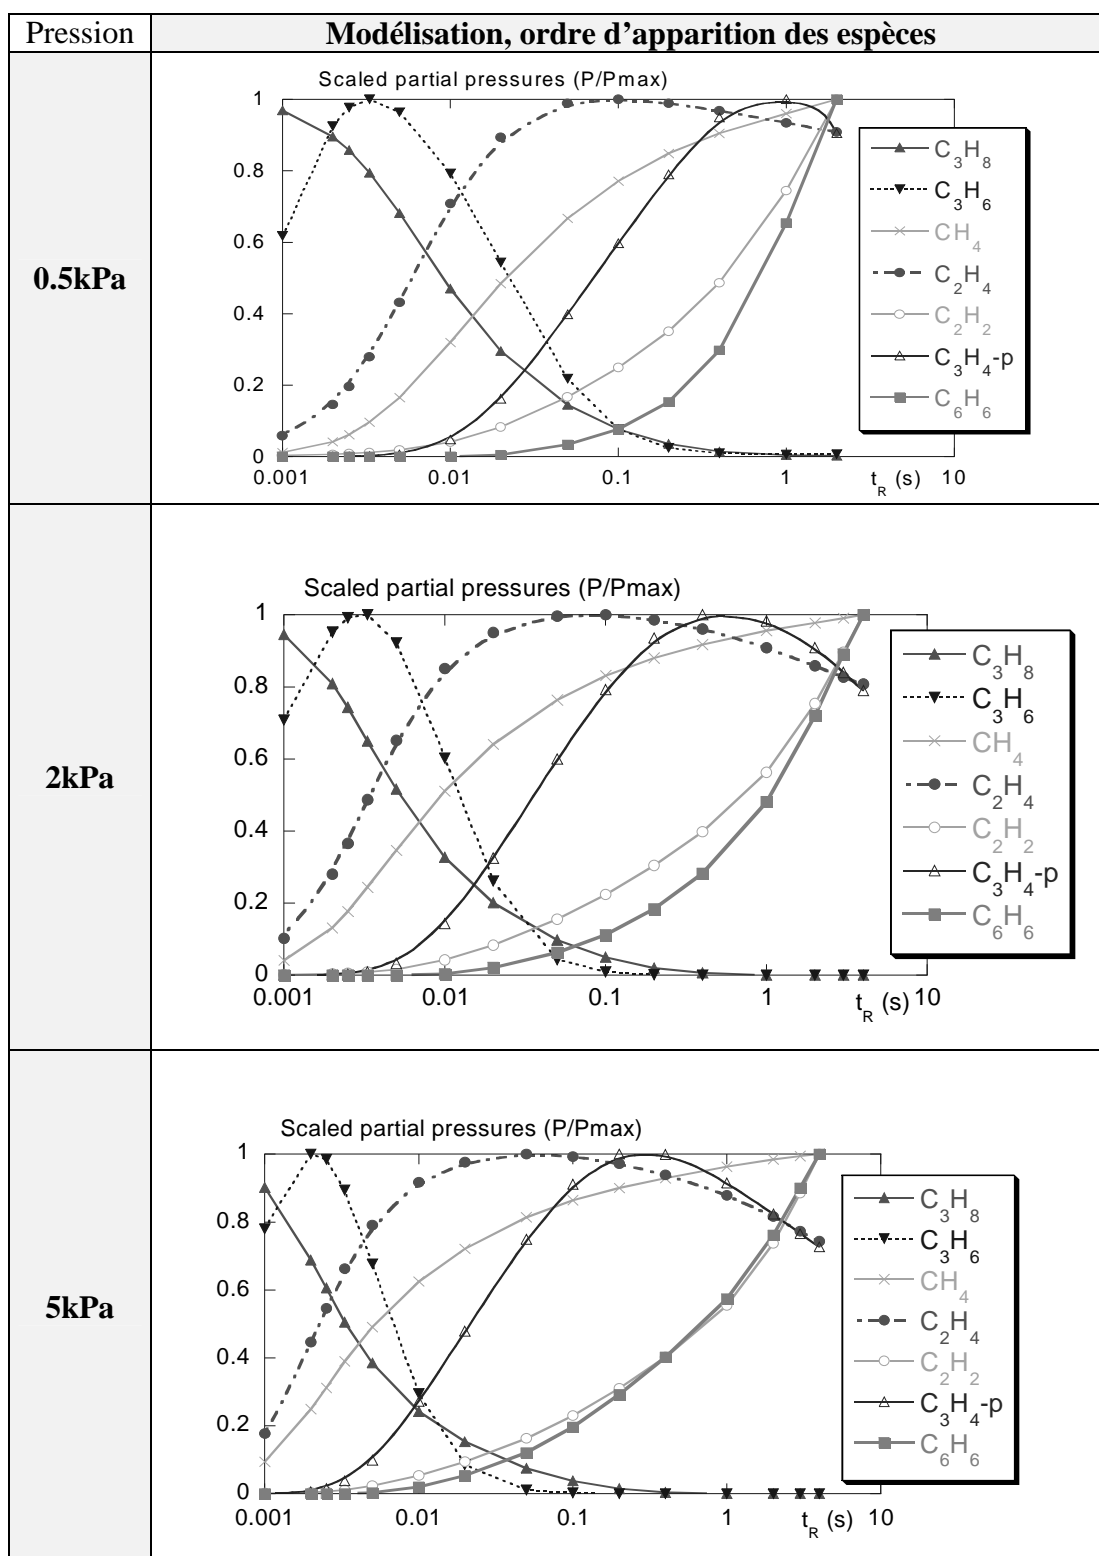 Pression Modélisation, ordre d'apparition des espèces
0.5kPa
Scaled partial pressures (P/Pmax)
1
0.8
0.6
0.4
0.2
0
0.001 0.01 0.1 1 10
t_R (s)
C3H8
C3H6
CH4
C2H4
C2H2
C3H4-p
C6H6
2kPa
Scaled partial pressures (P/Pmax)
1
0.8
0.6
0.4
0.2
0
0.001 0.01 0.1 1 10
t_R (s)
C3H8
C3H6
CH4
C2H4
C2H2
C3H4-p
C6H6
5kPa
Scaled partial pressures (P/Pmax)
1
0.8
0.6
0.4
0.2
0
0.001 0.01 0.1 1 10
t_R (s)
C3H8
C3H6
CH4
C2H4
C2H2
C3H4-p
C6H6